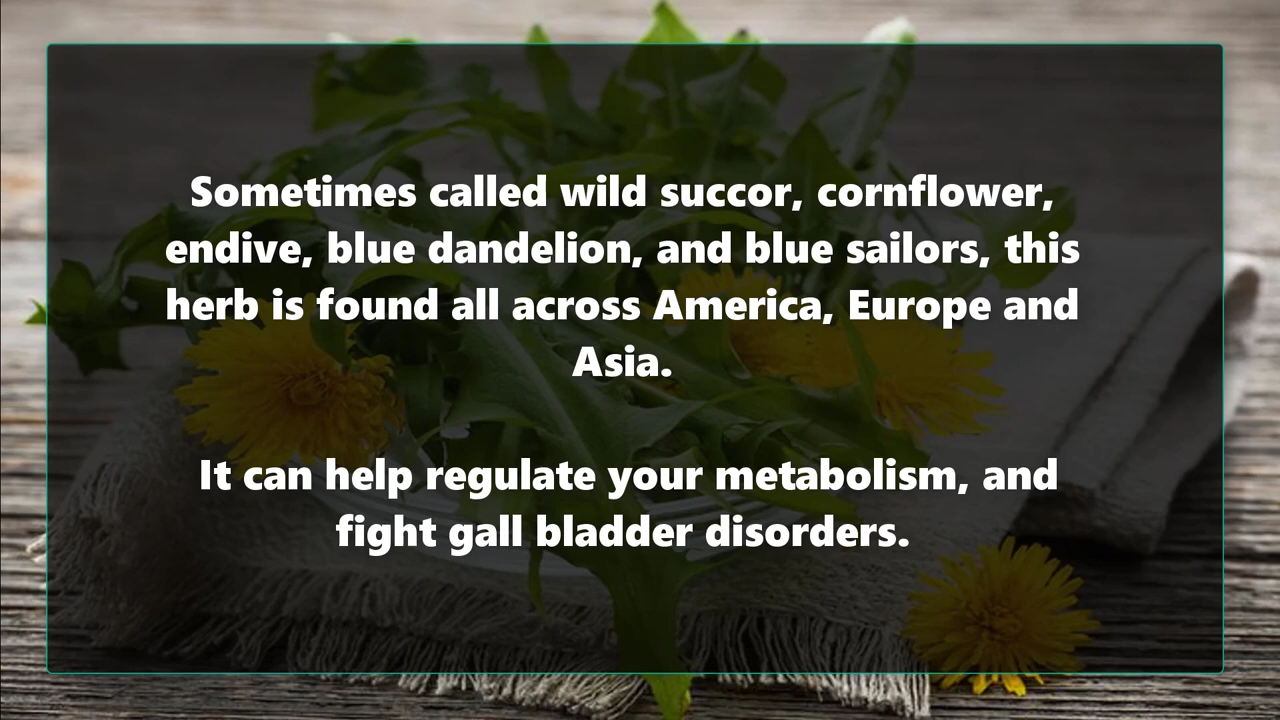 Sometimes called wild succor, cornflower,
endive, blue dandelion, and blue sailors, this
herb is found all across America, Europe and
Asia.
It can help regulate your metabolism, and
fight gall bladder disorders.